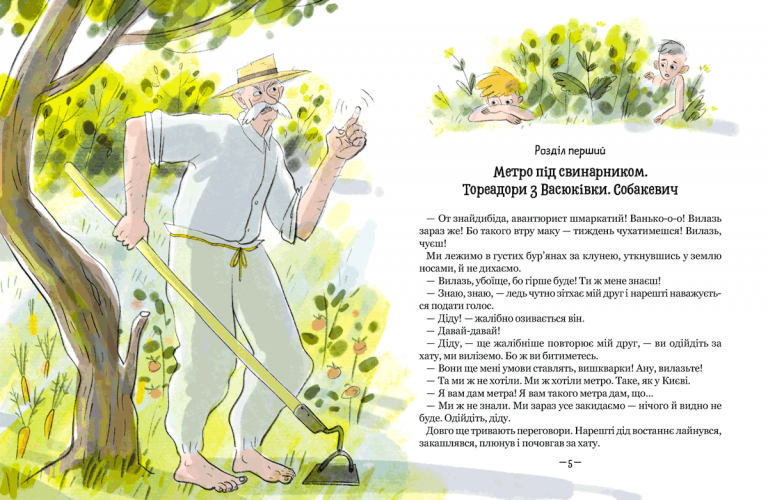 Розділ перший
Метро під свинарником.
Тореадори з Васюківки. Собакевич
— От знайдибіда, авантюрист шмаркатий! Ванько-о-о! Вилазь
зараз же! Бо такого втру маку — тиждень чухатимешся! Вилазь,
чуєш!
Ми лежимо в густих бур’янах за клунею, уткнувшись у землю
носами, й не дихаємо.
— Вилазь, убоїще, бо гірше буде! Ти ж мене знаєш!
— Знаю, знаю, — ледь чутно зітхає мій друг і нарешті наважуєть-
ся подати голос.
— Діду! — жалібно озивається він.
— Давай-давай!
— Діду, — ще жалібніше повторює мій друг, — ви одійдіть за
хату, ми виліземо. Бо ж ви битиметесь.
— Вони ще мені умови ставлять, вишкварки! Ану, вилазьте!
— Та ми ж не хотіли. Ми ж хотіли метро. Таке, як у Києві.
— Я вам дам метра! Я вам такого метра дам, що...
— Ми ж не знали. Ми зараз усе закидаємо — нічого й видно не
буде. Одійдіть, діду.
Довго ще тривають переговори. Нарешті дід востаннє лайнувся,
закашлявся, плюнув і почовгав за хату.
— 5 —